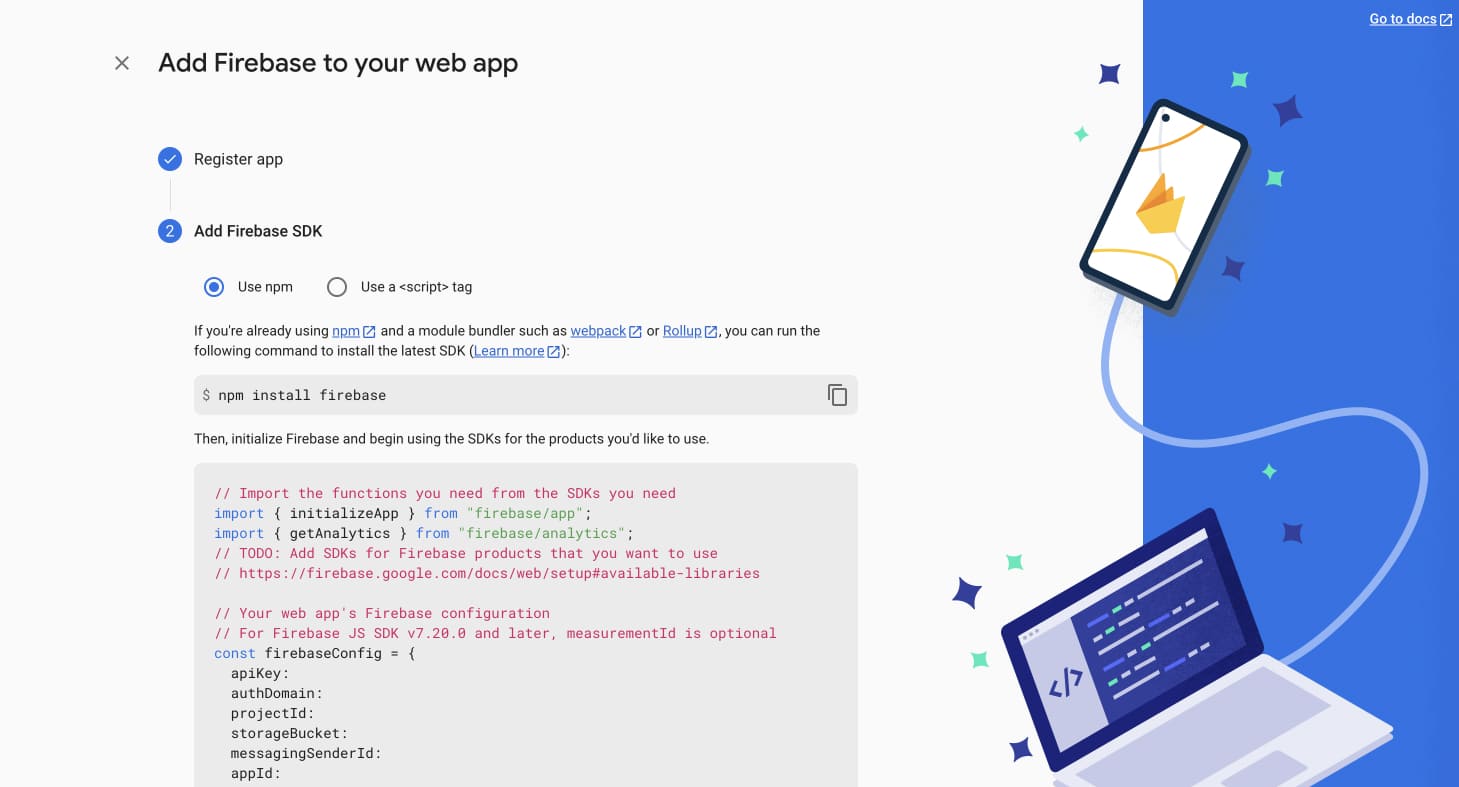 Go to docs
Add Firebase to your web app
Register app
2 Add Firebase SDK
Use npm Use a <script> tag
If you're already using npm and a module bundler such as webpack or Rollup, you can run the
following command to install the latest SDK (Learn more):
$ npm install firebase
Then, initialize Firebase and begin using the SDKs for the products you'd like to use.
// Import the functions you need from the SDKs you need
import { initializeApp } from "firebase/app";
import { getAnalytics } from "firebase/analytics";
// TODO: Add SDKs for Firebase products that you want to use
// https://firebase.google.com/docs/web/setup#available-libraries
// Your web app's Firebase configuration
// For Firebase JS SDK v7.20.0 and later, measurementId is optional
const firebaseConfig = {
apiKey:
authDomain:
projectId:
storageBucket:
messagingSenderId:
appId:
</>